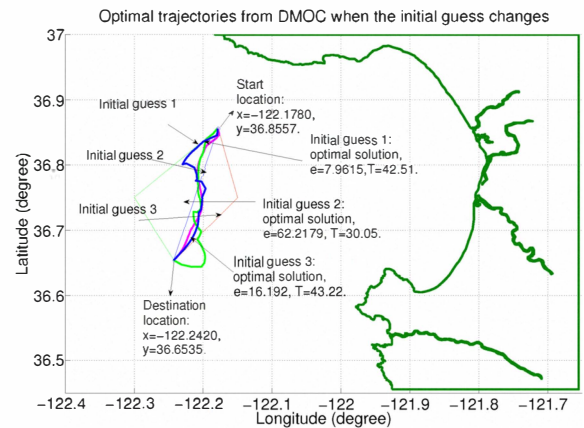 Optimal trajectories from DMOC when the initial guess changes
37
36.9
36.8
36.7
36.6
36.5
Latitude (degree)
Start
location:
x=−122.1780,
y=36.8557.
Initial guess 1
Initial guess 2
Initial guess 3
Initial guess 1:
optimal solution,
e=7.9615,T=42.51.
Initial guess 2:
optimal solution,
e=62.2179, T=30.05.
Initial guess 3:
optimal solution,
e=16.192, T=43.22.
Destination
location:
x=−122.2420,
y=36.6535.
−122.4 −122.3 −122.2 −122.1 −122 −121.9 −121.8 −121.7
Longitude (degree)